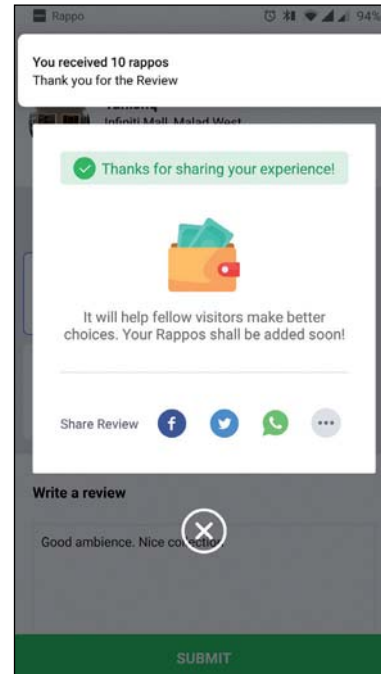 Rappo
94%
You received 10 rappos
Thank you for the Review
Infiniti Mall, Malad West
Thanks for sharing your experience!
It will help fellow visitors make better
choices. Your Rappos shall be added soon!
Share Review
Write a review
Good ambience. Nice collection.
SUBMIT